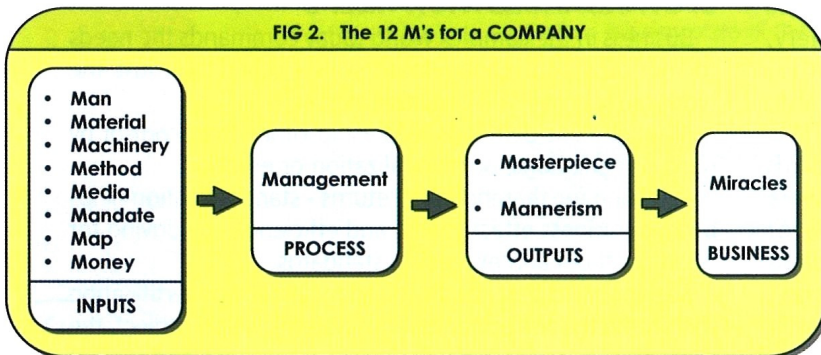 FIG 2. The 12 M's for a COMPANY
• Man
• Material
• Machinery
• Method
• Media
• Mandate
• Map
• Money
INPUTS
Management
PROCESS
• Masterpiece
• Mannerism
OUTPUTS
Miracles
BUSINESS